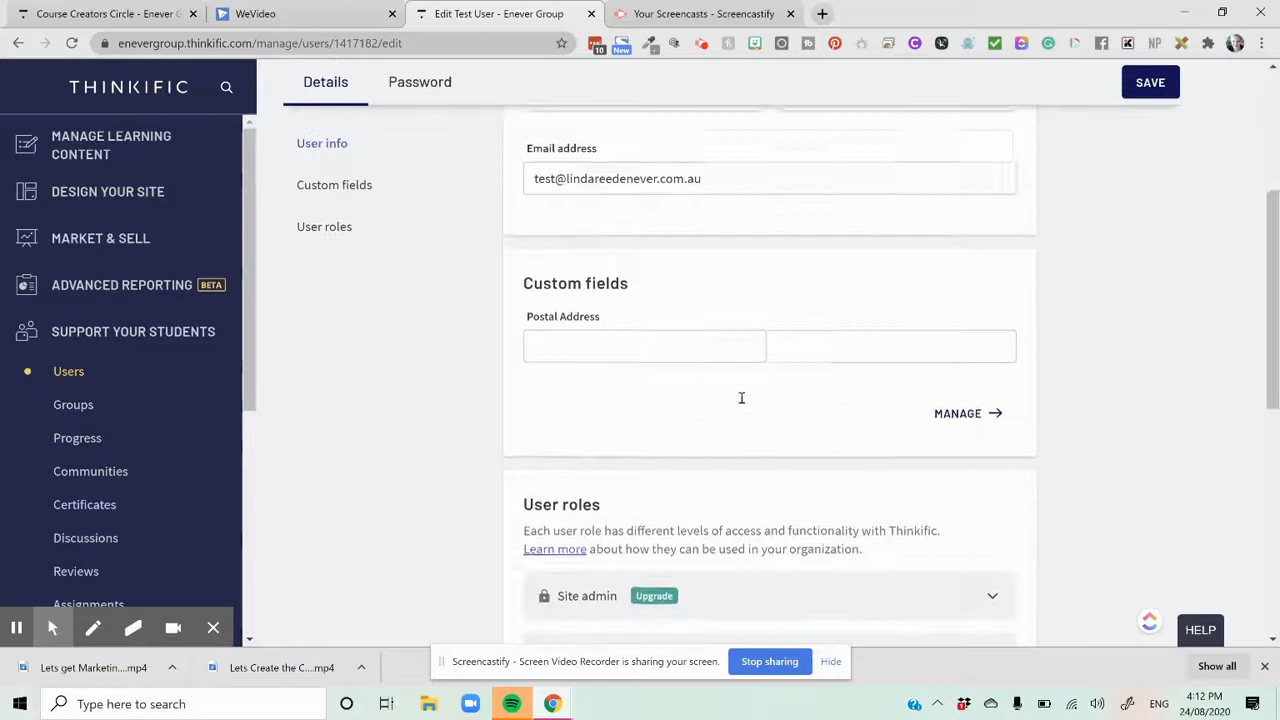 Course Creators Circle - Enever G
WeVideo
Edit Test User - Enever Group
Your Screencasts - Screencastify
enevergroup.thinkific.com/manage/users/1417182/edit
10
New
NP
THINKIFIC
Details
Password
SAVE
MANAGE LEARNING
CONTENT
DESIGN YOUR SITE
MARKET & SELL
ADVANCED REPORTING BETA
SUPPORT YOUR STUDENTS
Users
Groups
Progress
Communities
Certificates
Discussions
Reviews
Assignments
User info
Custom fields
User roles
Email address
test@lindareedenever.com.au
Custom fields
Postal Address
MANAGE
User roles
Each user role has different levels of access and functionality with Thinkific.
Learn more about how they can be used in your organization.
Site admin Upgrade
HELP
Lets get Marketin....mp4
Lets Create the C....mp4
Screencastify - Screen Video Recorder is sharing your screen.
Stop sharing
Hide
Show all
Type here to search
ENG
4:12 PM
24/08/2020